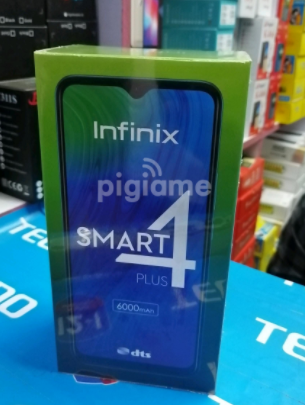 Infinix
pigiame
SMART 4
PLUS
6000mAh
dts
TECNO